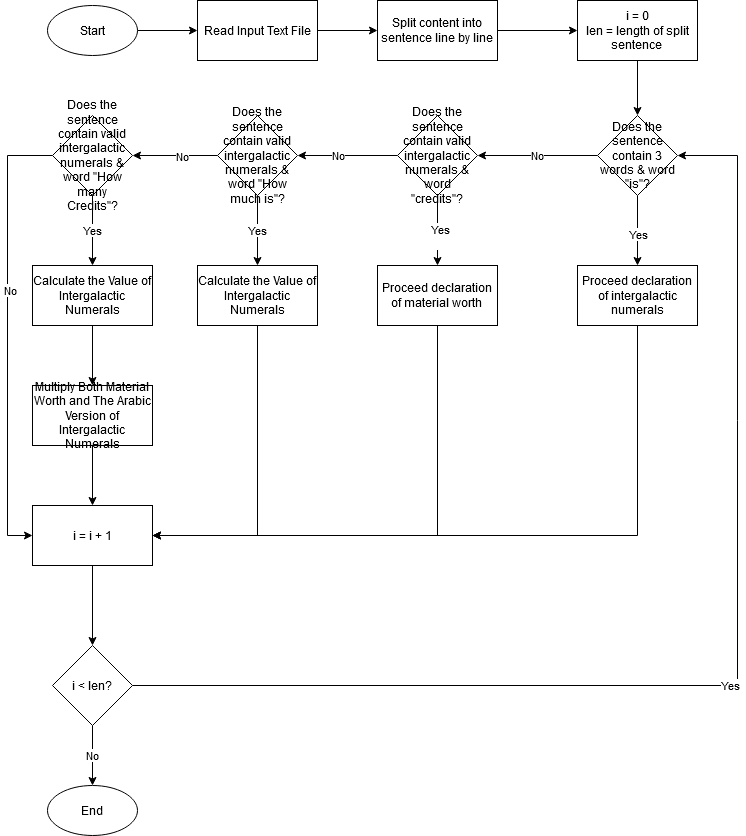 Start
Read Input Text File
Split content into
sentence line by line
i = 0
len = length of split
sentence
Does the
sentence
contain valid
intergalactic
numerals &
word "How
many
Credits"?
No
Does the
sentence
contain valid
intergalactic
numerals &
word "How
much is"?
No
Does the
sentence
contain valid
intergalactic
numerals &
word
"credits"?
No
Does the
sentence
contain 3
words & word
"is"?
Yes
Yes
Yes
Yes
No
Calculate the Value of
Intergalactic
Numerals
Calculate the Value of
Intergalactic
Numerals
Proceed declaration
of material worth
Proceed declaration
of intergalactic
numerals
Multiply Both Material
Worth and The Arabic
Version of
Intergalactic
Numerals
i = i + 1
i < len?
Yes
No
End